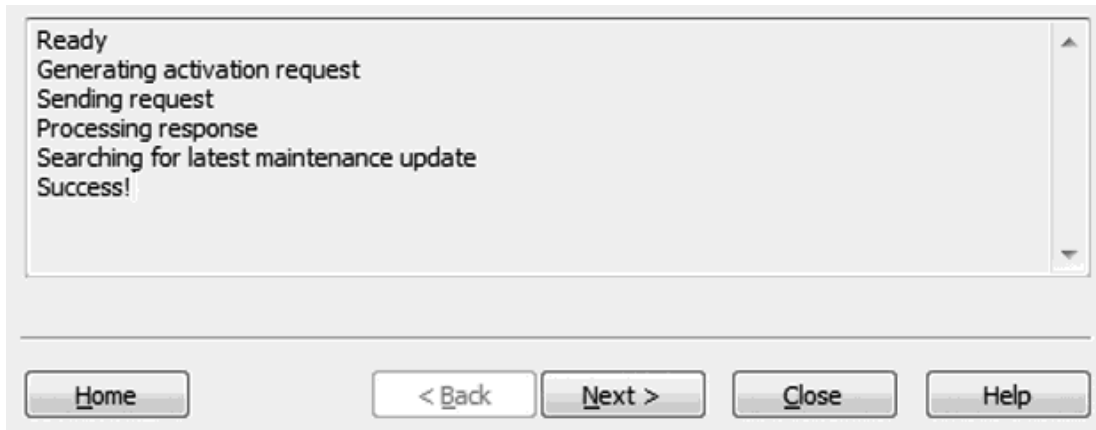 Ready
Generating activation request
Sending request
Processing response
Searching for latest maintenance update
Success!
Home < Back Next > Close Help